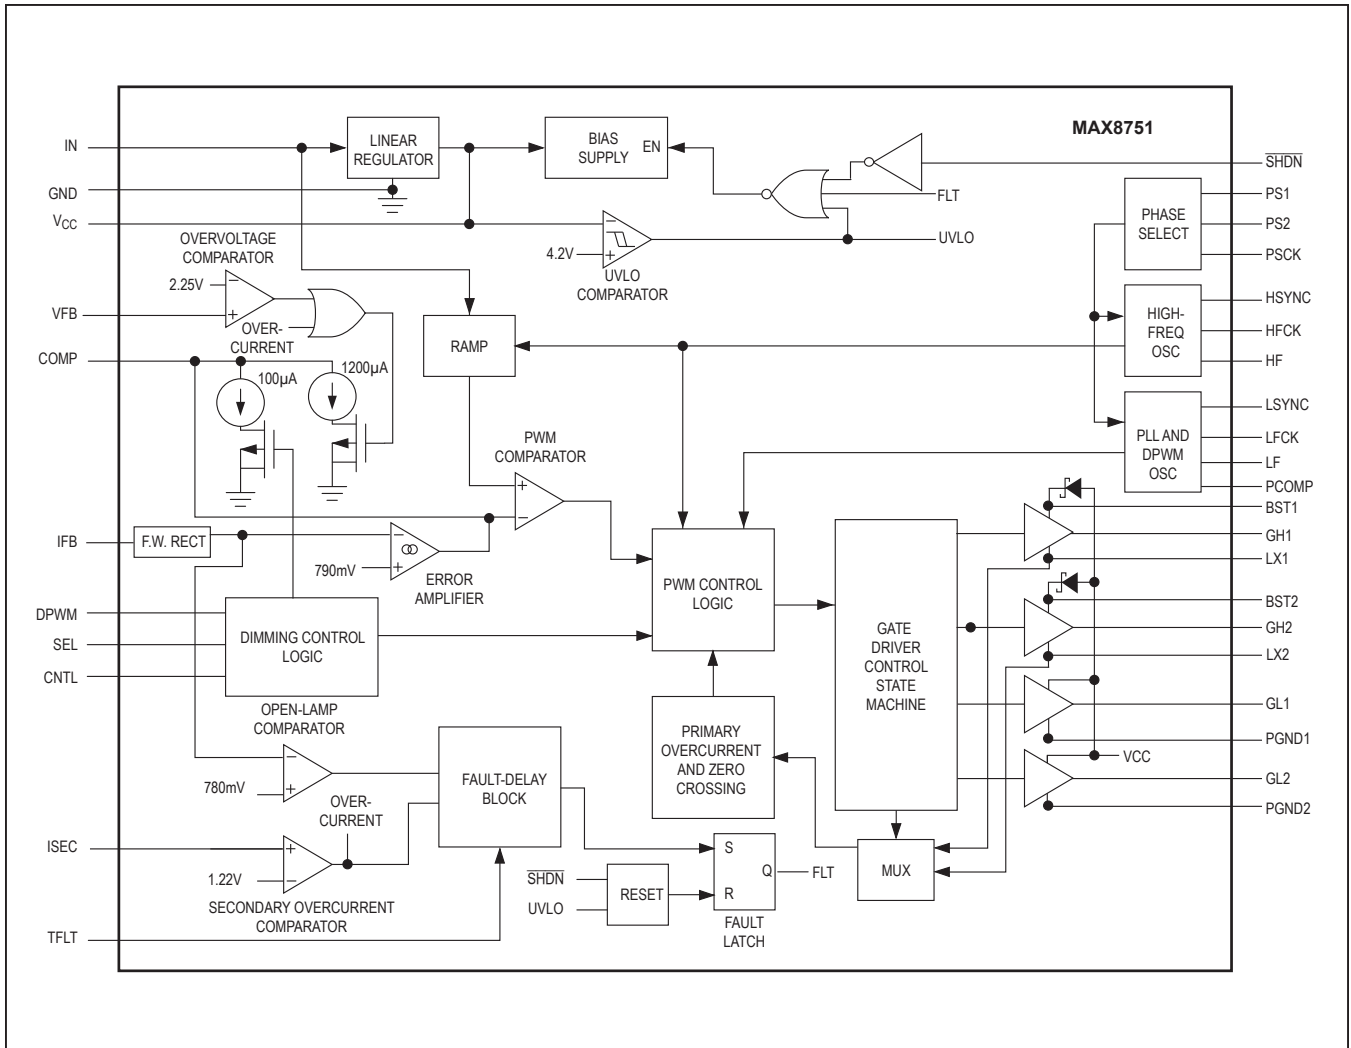 MAX8751
IN
GND
VCC
VFB
COMP
IFB
DPWM
SEL
CNTL
ISEC
TFLT
LINEAR
REGULATOR
BIAS
SUPPLY
EN
FLT
UVLO
4.2V
UVLO
COMPARATOR
OVERVOLTAGE
COMPARATOR
2.25V
OVER-
CURRENT
100µA
1200µA
RAMP
PWM
COMPARATOR
F.W. RECT
790mV
ERROR
AMPLIFIER
DIMMING CONTROL
LOGIC
OPEN-LAMP
COMPARATOR
780mV
OVER-
CURRENT
1.22V
SECONDARY OVERCURRENT
COMPARATOR
FAULT-DELAY
BLOCK
SHDN
UVLO
RESET
S
R
Q
FLT
FAULT
LATCH
PWM CONTROL
LOGIC
PRIMARY
OVERCURRENT
AND ZERO
CROSSING
GATE
DRIVER
CONTROL
STATE
MACHINE
MUX
VCC
PHASE
SELECT
HIGH-
FREQ
OSC
PLL AND
DPWM
OSC
SHDN
PS1
PS2
PSCK
HSYNC
HFCK
HF
LSYNC
LFCK
LF
PCOMP
BST1
GH1
LX1
BST2
GH2
LX2
GL1
PGND1
GL2
PGND2